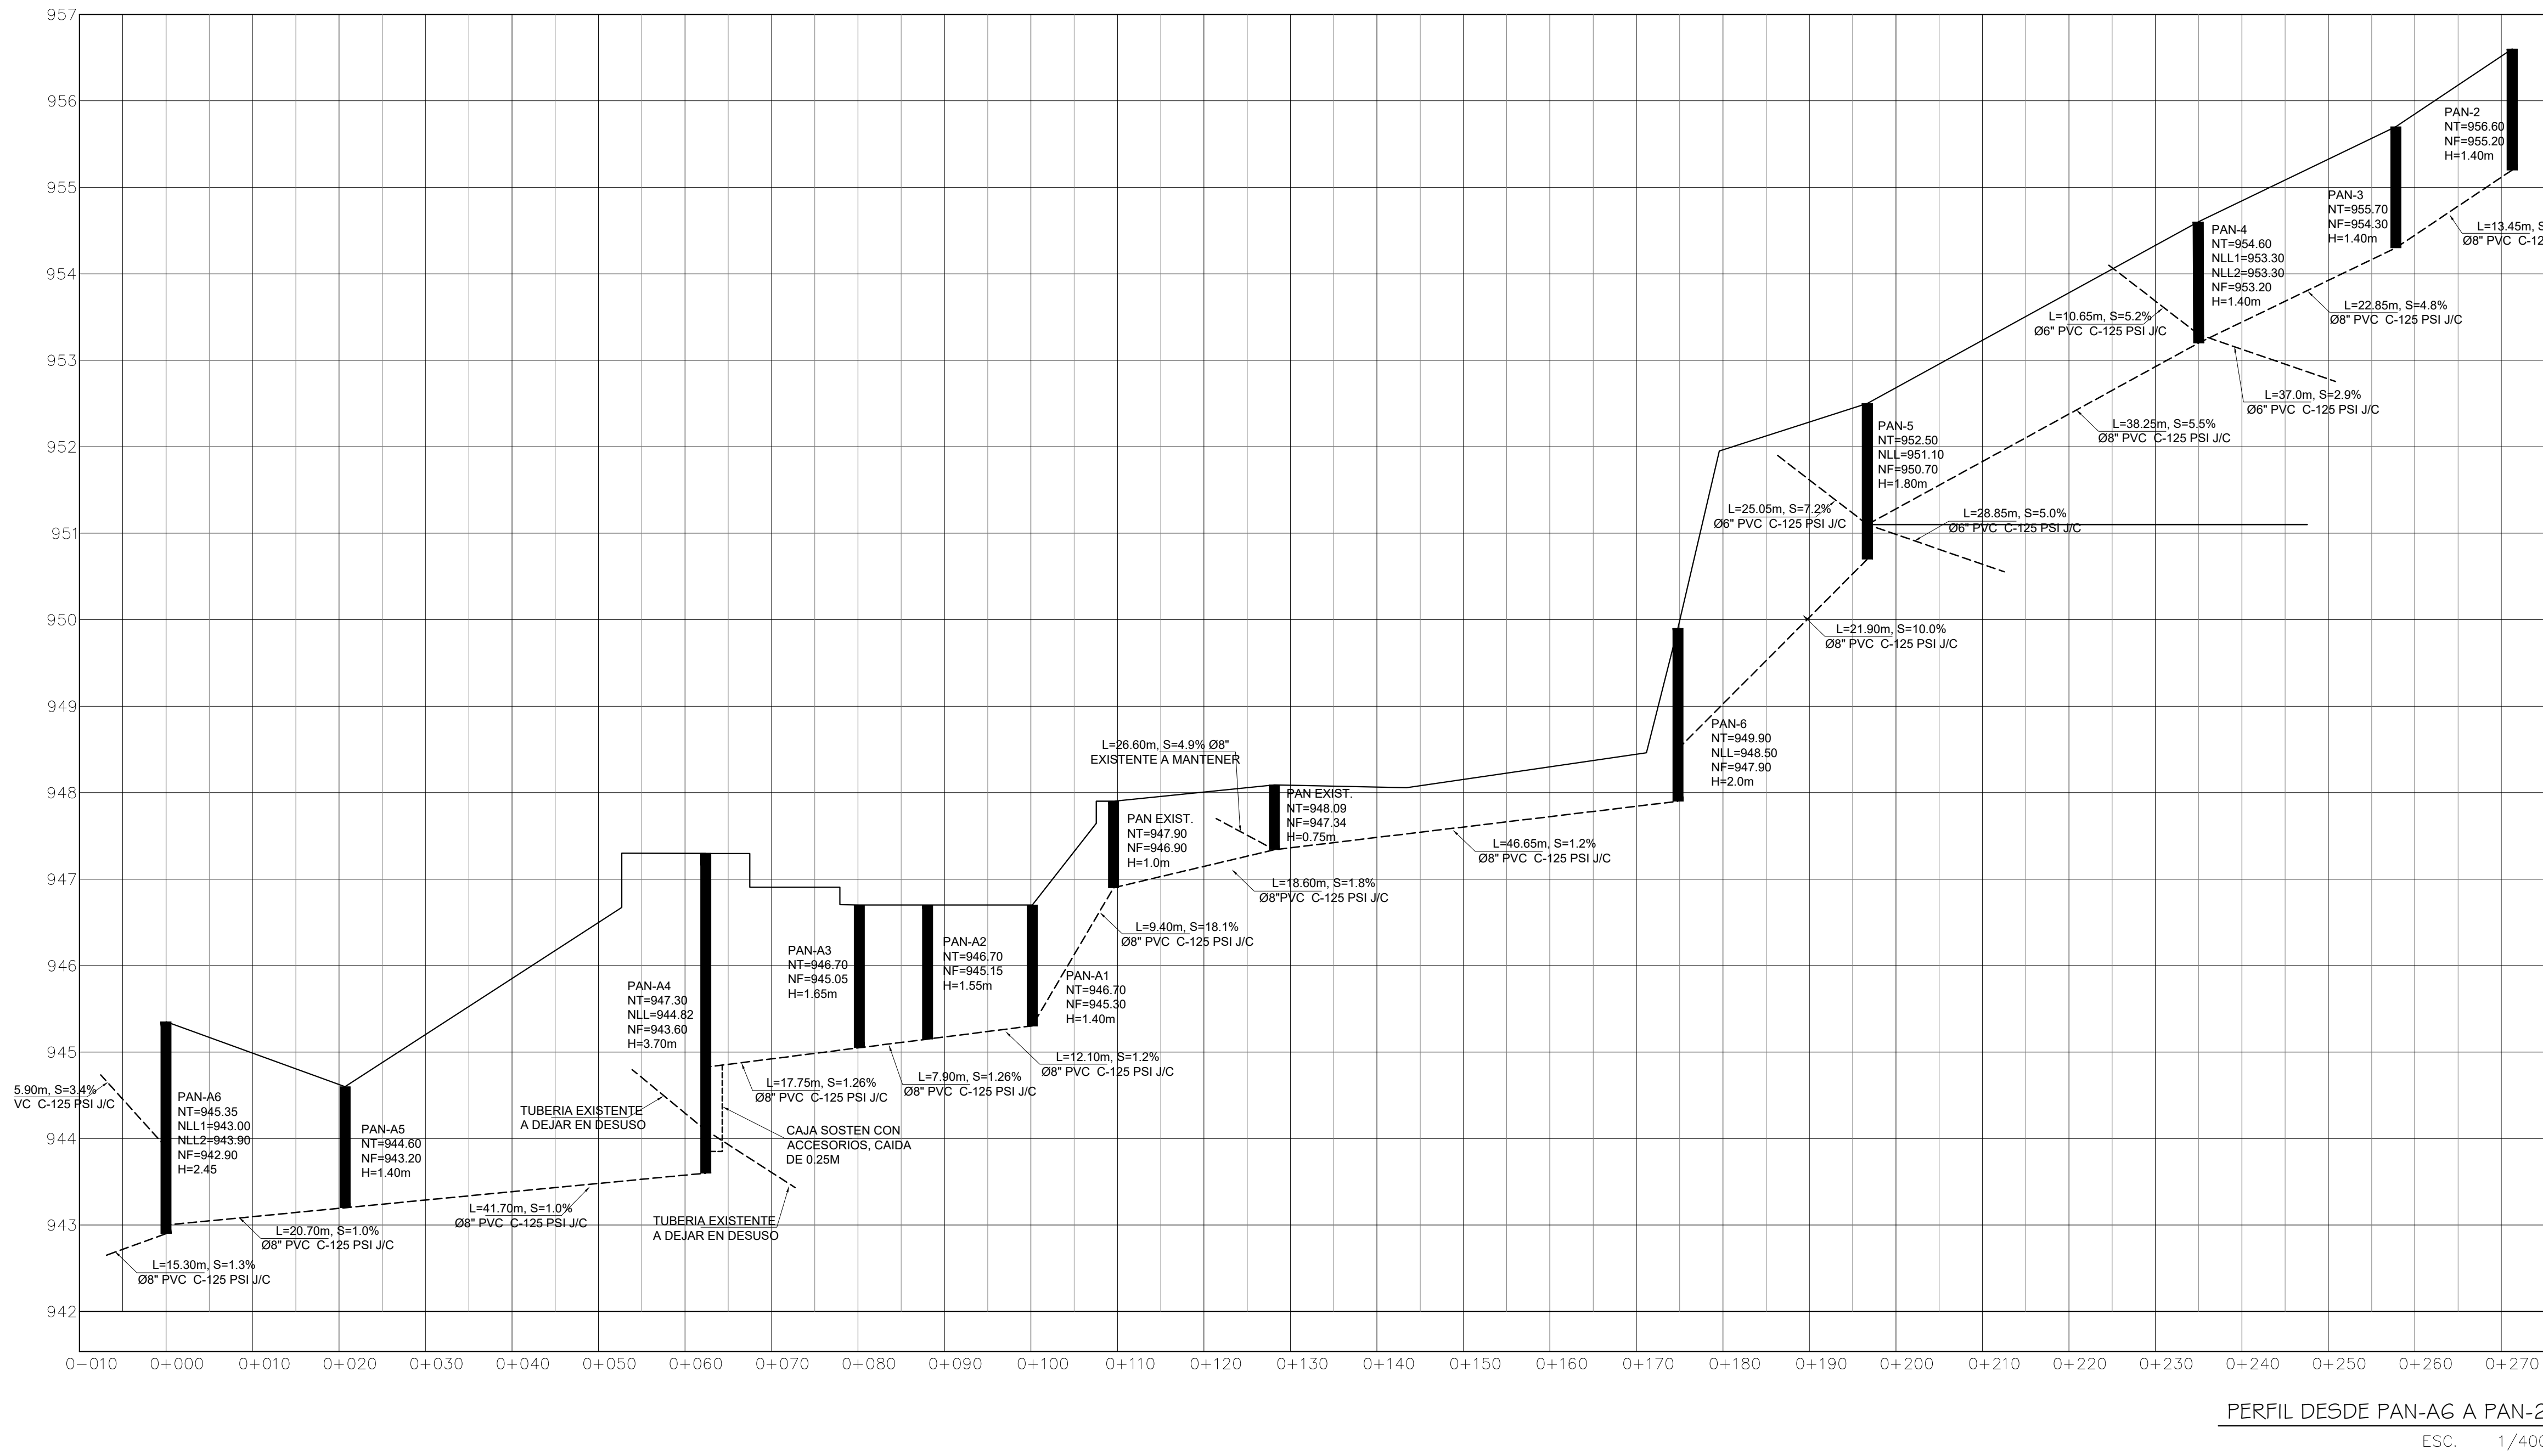 957
956
955
954
953
952
951
950
949
948
947
946
945
944
943
942
PAN-2
NT=956.60
NF=955.20
H=1.40m
PAN-3
NT=955.70
NF=954.30
H=1.40m
L=13.45m, S
Ø8" PVC C-12
PAN-4
NT=954.60
NLL1=953.30
NLL2=953.30
NF=953.20
H=1.40m
L=22.85m, S=4.8%
Ø8" PVC C-125 PSI J/C
L=10.65m, S=5.2%
Ø6" PVC C-125 PSI J/C
L=37.0m, S=2.9%
Ø6" PVC C-125 PSI J/C
L=38.25m, S=5.5%
Ø8" PVC C-125 PSI J/C
PAN-5
NT=952.50
NLL=951.10
NF=950.70
H=1.80m
L=25.05m, S=7.2%
Ø6" PVC C-125 PSI J/C
L=28.85m, S=5.0%
Ø6" PVC C-125 PSI J/C
L=21.90m, S=10.0%
Ø8" PVC C-125 PSI J/C
PAN-6
NT=949.90
NLL=948.50
NF=947.90
H=2.0m
L=26.60m, S=4.9% Ø8"
EXISTENTE A MANTENER
PAN EXIST.
NT=948.09
NF=947.34
H=0.75m
PAN EXIST.
NT=947.90
NF=946.90
H=1.0m
L=46.65m, S=1.2%
Ø8" PVC C-125 PSI J/C
L=18.60m, S=1.8%
Ø8"PVC C-125 PSI J/C
L=9.40m, S=18.1%
Ø8" PVC C-125 PSI J/C
PAN-A3
NT=946.70
NF=945.05
H=1.65m
PAN-A2
NT=946.70
NF=945.15
H=1.55m
PAN-A1
NT=946.70
NF=945.30
H=1.40m
PAN-A4
NT=947.30
NLL=944.82
NF=943.60
H=3.70m
L=12.10m, S=1.2%
Ø8" PVC C-125 PSI J/C
L=7.90m, S=1.26%
Ø8" PVC C-125 PSI J/C
L=17.75m, S=1.26%
Ø8" PVC C-125 PSI J/C
5.90m, S=3.4%
VC C-125 PSI J/C
PAN-A6
NT=945.35
NLL1=943.00
NLL2=943.90
NF=942.90
H=2.45
PAN-A5
NT=944.60
NF=943.20
H=1.40m
TUBERIA EXISTENTE
A DEJAR EN DESUSO
CAJA SOSTEN CON
ACCESORIOS, CAIDA
DE 0.25M
L=41.70m, S=1.0%
Ø8" PVC C-125 PSI J/C
TUBERIA EXISTENTE
A DEJAR EN DESUSO
L=20.70m, S=1.0%
Ø8" PVC C-125 PSI J/C
L=15.30m, S=1.3%
Ø8" PVC C-125 PSI J/C
0-010 0+000 0+010 0+020 0+030 0+040 0+050 0+060 0+070 0+080 0+090 0+100 0+110 0+120 0+130 0+140 0+150 0+160 0+170 0+180 0+190 0+200 0+210 0+220 0+230 0+240 0+250 0+260 0+270
PERFIL DESDE PAN-A6 A PAN-2
ESC. 1/400